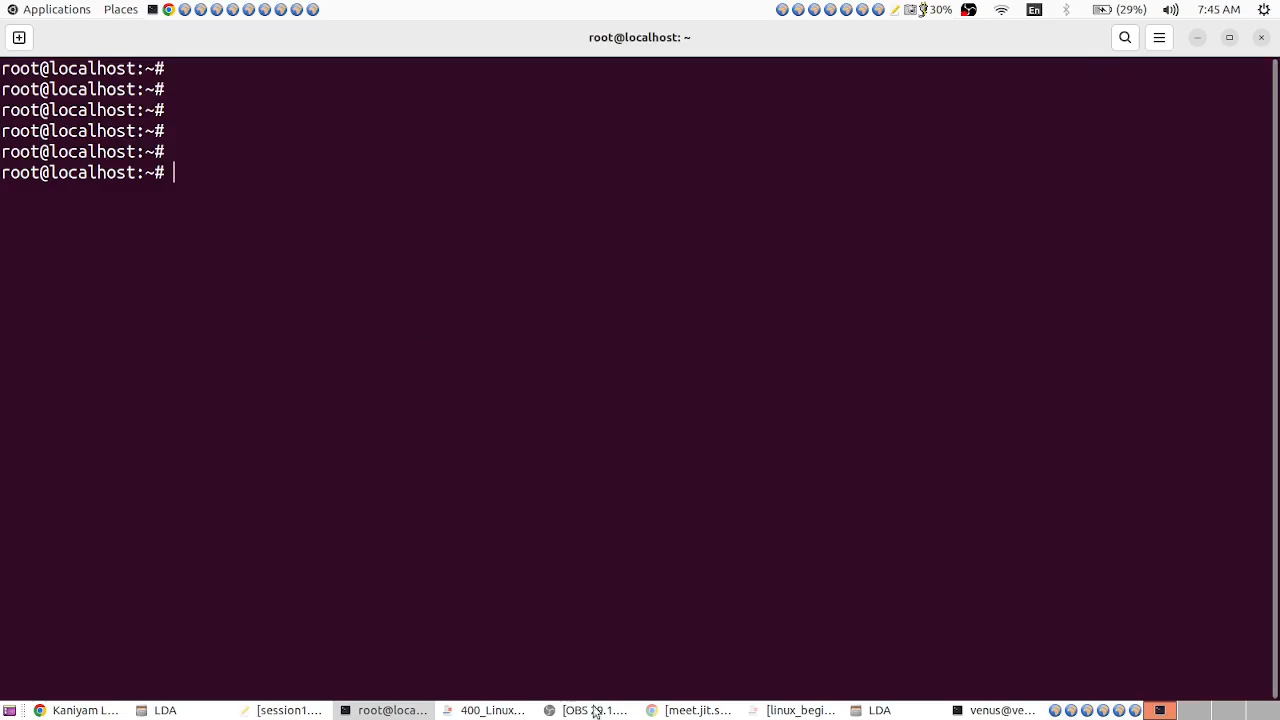 Applications Places 30% En (29%) 7:45 AM
root@localhost: ~
root@localhost:~#
root@localhost:~#
root@localhost:~#
root@localhost:~#
root@localhost:~#
root@localhost:~#
Kaniyam L... LDA [session1.... root@loca... 400_Linux... [meet.jit.s... [linux_begi... LDA venus@ve...